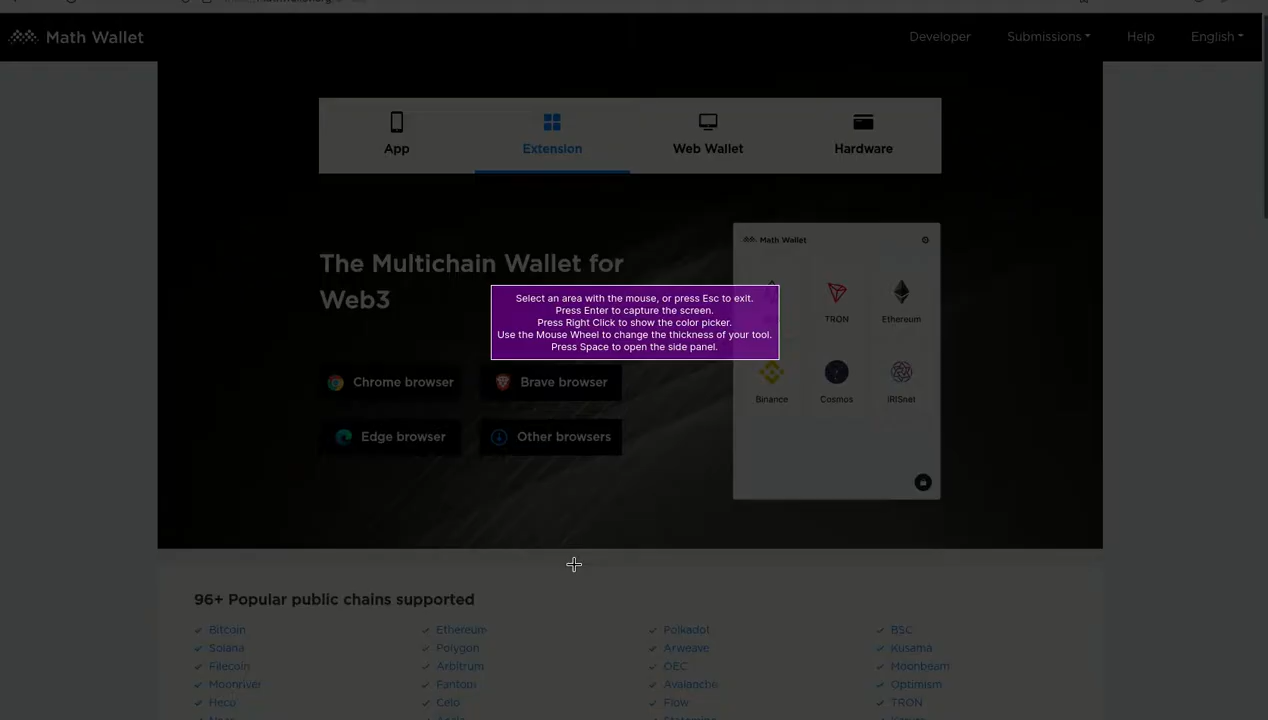 Math Wallet
Developer
Submissions
Help
English
App
Extension
Web Wallet
Hardware
The Multichain Wallet for
Web3
Math Wallet
TRON
Ethereum
Select an area with the mouse, or press Esc to exit.
Press Enter to capture the screen.
Press Right Click to show the color picker.
Use the Mouse Wheel to change the thickness of your tool.
Press Space to open the side panel.
Binance
Cosmos
IRISnet
Chrome browser
Brave browser
Edge browser
Other browsers
96+ Popular public chains supported
Bitcoin
Ethereum
Polkadot
BSC
Solana
Polygon
Arweave
Kusama
Filecoin
Arbitrum
OEC
Moonbeam
Moonriver
Fantom
Avalanche
Optimism
Heco
Celo
Flow
TRON